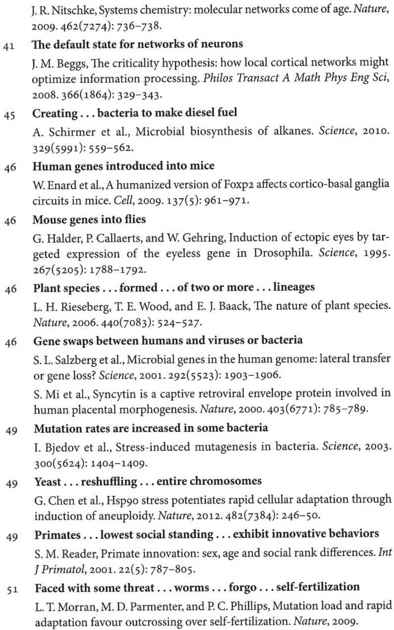 J. R. Nitschke, Systems chemistry: molecular networks come of age. Nature,
2009. 462(7274): 736–738.
41 The default state for networks of neurons
J. M. Beggs, The criticality hypothesis: how local cortical networks might
optimize information processing. Philos Transact A Math Phys Eng Sci,
2008. 366(1864): 329–343.
45 Creating . . . bacteria to make diesel fuel
A. Schirmer et al., Microbial biosynthesis of alkanes. Science, 2010.
329(5991): 559–562.
46 Human genes introduced into mice
W. Enard et al., A humanized version of Foxp2 affects cortico-basal ganglia
circuits in mice. Cell, 2009. 137(5): 961–971.
46 Mouse genes into flies
G. Halder, P. Callaerts, and W. Gehring, Induction of ectopic eyes by tar-
geted expression of the eyeless gene in Drosophila. Science, 1995.
267(5205): 1788–1792.
46 Plant species . . . formed . . . of two or more . . . lineages
L. H. Rieseberg, T. E. Wood, and E. J. Baack, The nature of plant species.
Nature, 2006. 440(7083): 524–527.
46 Gene swaps between humans and viruses or bacteria
S. L. Salzberg et al., Microbial genes in the human genome: lateral transfer
or gene loss? Science, 2001. 292(5523): 1903–1906.
S. Mi et al., Syncytin is a captive retroviral envelope protein involved in
human placental morphogenesis. Nature, 2000. 403(6771): 785–789.
49 Mutation rates are increased in some bacteria
I. Bjedov et al., Stress-induced mutagenesis in bacteria. Science, 2003.
300(5624): 1404–1409.
49 Yeast . . . reshuffling . . . entire chromosomes
G. Chen et al., Hsp90 stress potentiates rapid cellular adaptation through
induction of aneuploidy. Nature, 2012. 482(7384): 246–50.
49 Primates . . . lowest social standing . . . exhibit innovative behaviors
S. M. Reader, Primate innovation: sex, age and social rank differences. Int
J Primatol, 2001. 22(5): 787–805.
51 Faced with some threat . . . worms . . . forgo . . . self-fertilization
L. T. Morran, M. D. Parmenter, and P. C. Phillips, Mutation load and rapid
adaptation favour outcrossing over self-fertilization. Nature, 2009.